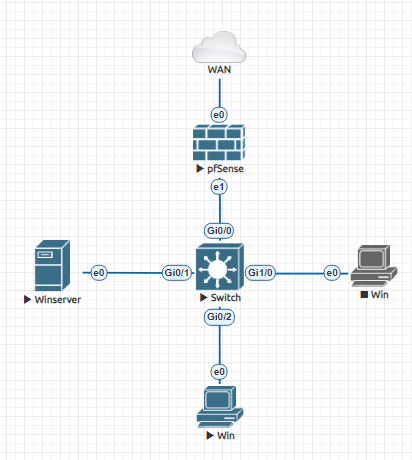 WAN
e0
pfSense
e1
Gi0/0
e0
Gi0/1
Gi1/0
e0
Winserver
Switch
Win
Gi0/2
e0
Win